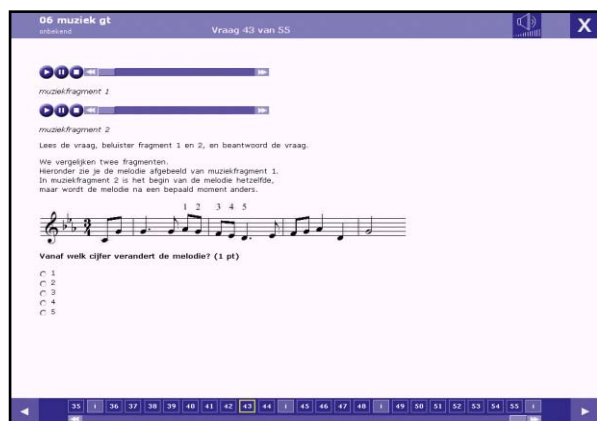 06 muziek gt
onbekend
Vraag 43 van 55
X
muziekfragment 1
muziekfragment 2
Lees de vraag, beluister fragment 1 en 2, en beantwoord de vraag.
We vergelijken twee fragmenten.
Hieronder zie je de melodie afgebeeld van muziekfragment 1.
In muziekfragment 2 is het begin van de melodie hetzelfde,
maar wordt de melodie na een bepaald moment anders.
1 2 3 4 5
3
4
Vanaf welk cijfer verandert de melodie? (1 pt)
1
2
3
4
5
35 i 36 37 38 39 40 41 42 43 44 i 45 46 47 48 i 49 50 51 52 53 54 55 i